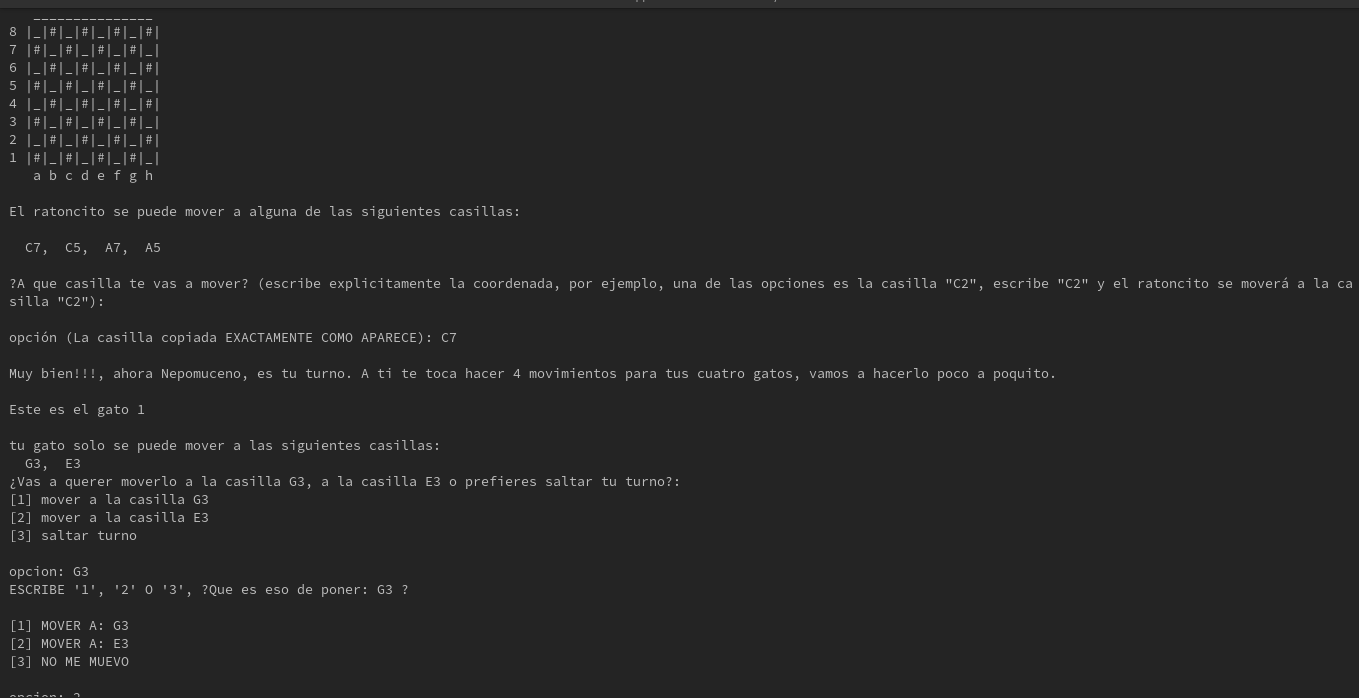 _______________
8 |_|#|_|#|_|#|_|#|
7 |#|_|#|_|#|_|#|_|
6 |_|#|_|#|_|#|_|#|
5 |#|_|#|_|#|_|#|_|
4 |_|#|_|#|_|#|_|#|
3 |#|_|#|_|#|_|#|_|
2 |_|#|_|#|_|#|_|#|
1 |#|_|#|_|#|_|#|_|
a b c d e f g h
El ratoncito se puede mover a alguna de las siguientes casillas:
C7,  C5,  A7,  A5
?A que casilla te vas a mover? (escribe explicitamente la coordenada, por ejemplo, una de las opciones es la casilla "C2", escribe "C2" y el ratoncito se moverá a la ca
silla "C2"):
opción (La casilla copiada EXACTAMENTE COMO APARECE): C7
Muy bien!!!, ahora Nepomuceno, es tu turno. A ti te toca hacer 4 movimientos para tus cuatro gatos, vamos a hacerlo poco a poquito.
Este es el gato 1
tu gato solo se puede mover a las siguientes casillas:
G3,  E3
¿Vas a querer moverlo a la casilla G3, a la casilla E3 o prefieres saltar tu turno?:
[1] mover a la casilla G3
[2] mover a la casilla E3
[3] saltar turno
opcion: G3
ESCRIBE '1', '2' O '3', ?Que es eso de poner: G3 ?
[1] MOVER A: G3
[2] MOVER A: E3
[3] NO ME MUEVO
opcion: